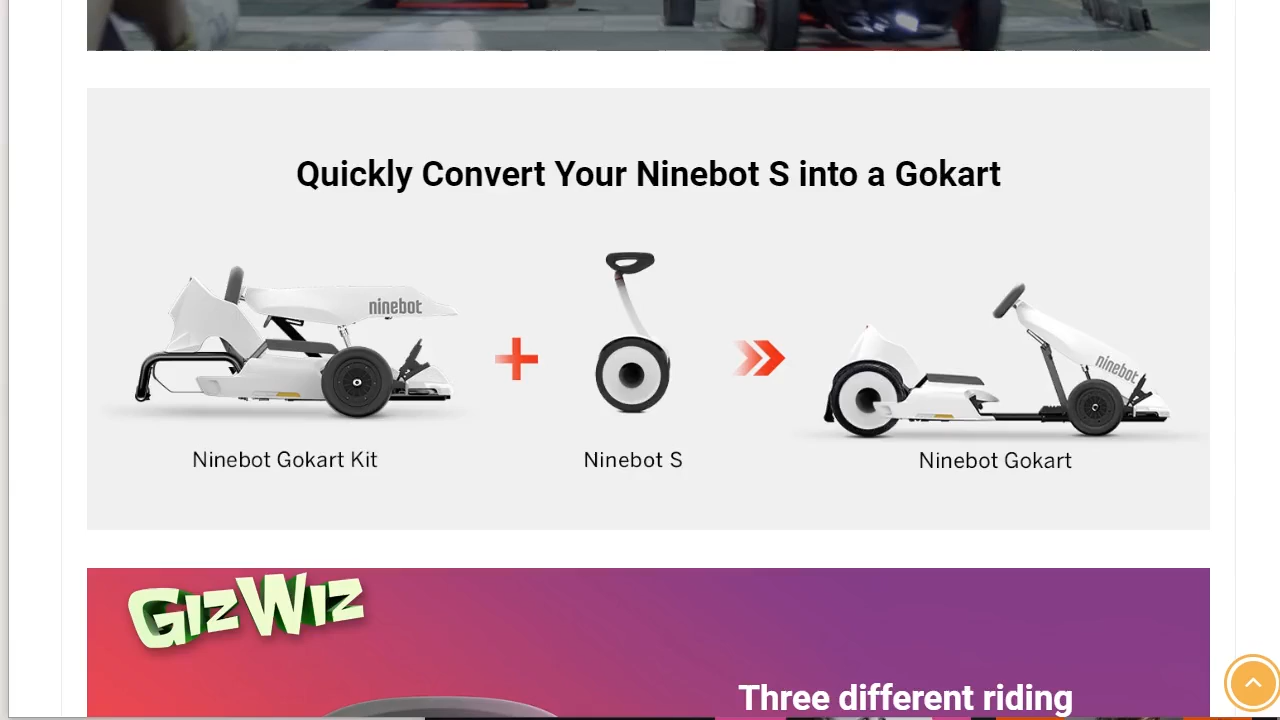 Quickly Convert Your Ninebot S into a Gokart
ninebot
ninebot
Ninebot Gokart Kit
Ninebot S
Ninebot Gokart
GIZWIZ
Three different riding